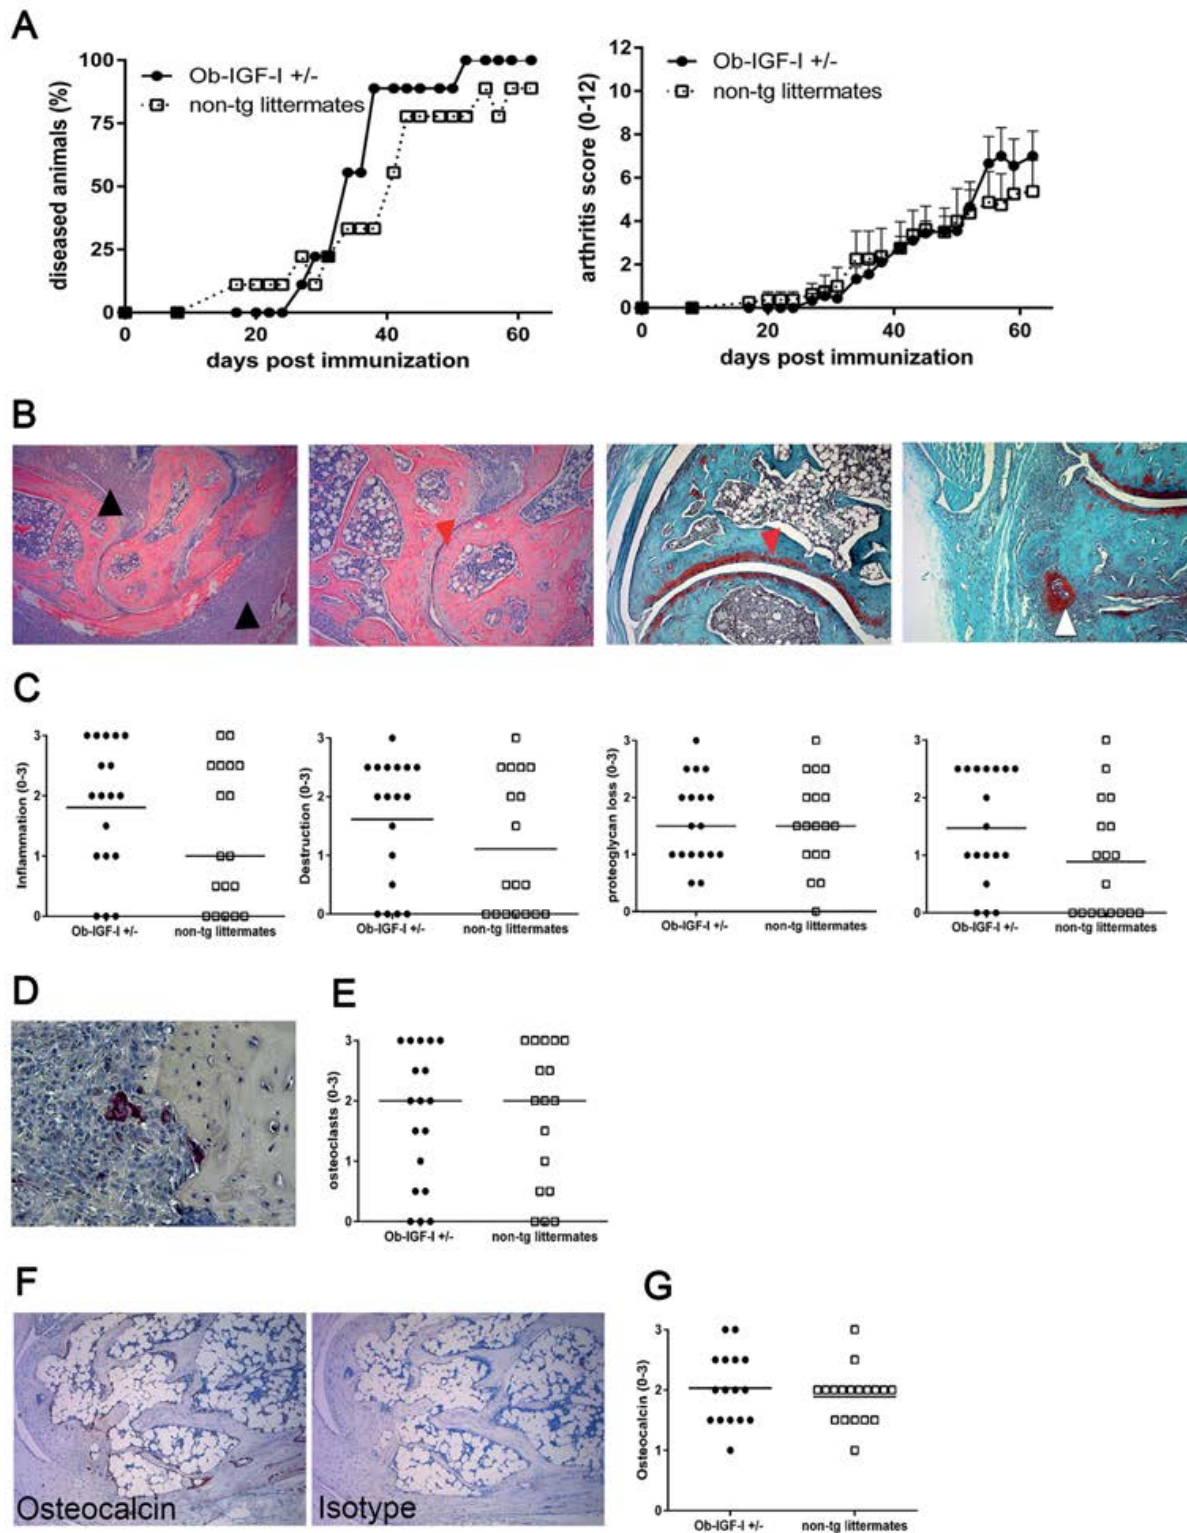 A
100
75
50
25
0
diseased animals (%)
Ob-IGF-I +/-
non-tg littermates
0 20 40 60
days post immunization
12
10
8
6
4
2
0
arthritis score (0-12)
Ob-IGF-I +/-
non-tg littermates
0 20 40 60
days post immunization
B
C
3
2
1
0
Inflammation (0-3)
Ob-IGF-I +/- non-tg littermates
3
2
1
0
Destruction (0-3)
Ob-IGF-I +/- non-tg littermates
3
2
1
0
proteoglycan loss (0-3)
Ob-IGF-I +/- non-tg littermates
3
2
1
0
Ob-IGF-I +/- non-tg littermates
D
E
3
2
1
0
osteoclasts (0-3)
Ob-IGF-I +/- non-tg littermates
F
Osteocalcin
Isotype
G
3
2
1
0
Osteocalcin (0-3)
Ob-IGF-I +/- non-tg littermates